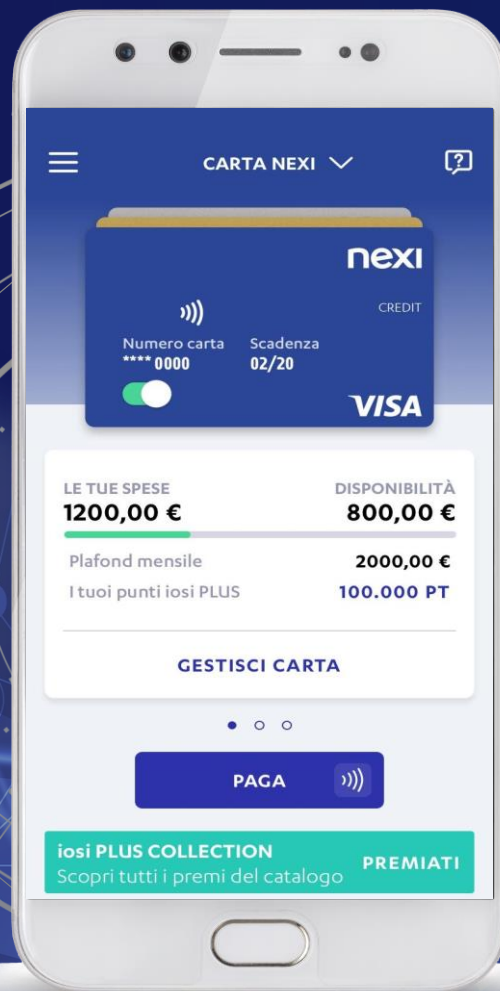 CARTA NEXI
nexi
CREDIT
Numero carta Scadenza
**** 0000 02/20
VISA
LE TUE SPESE DISPONIBILITÀ
1200,00 € 800,00 €
Plafond mensile 2000,00 €
I tuoi punti iosi PLUS 100.000 PT
GESTISCI CARTA
PAGA
iosi PLUS COLLECTION
Scopri tutti i premi del catalogo PREMIATI